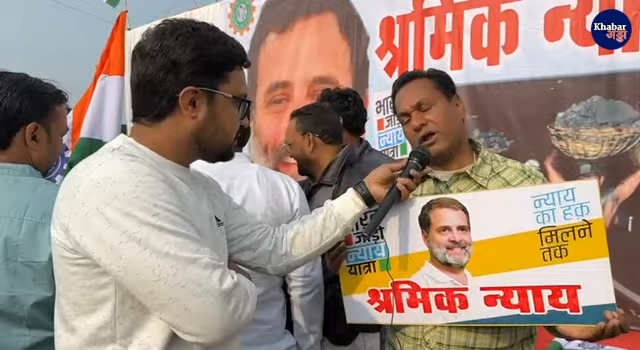 Khabar
अड्डा
श्रमिक न्या
भा
जोड़ो
न्याय
यात्रा
न्याय
का हक़
मिलने
तक
जोड़ो
न्याय
यात्रा
श्रमिक न्याय